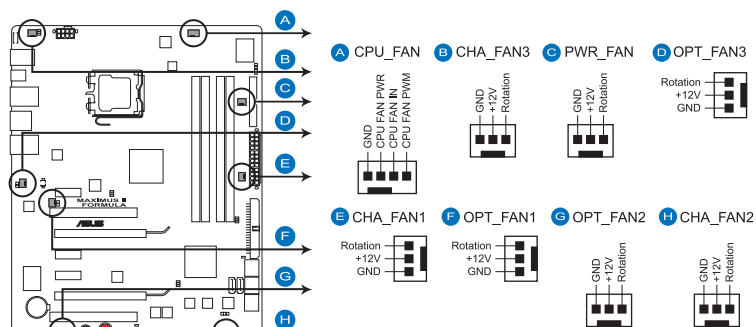 A
B
C
D
E
F
G
H
MAXIMUS II
FORMULA
ASUS
A CPU_FAN
GND
CPU FAN PWR
CPU FAN IN
CPU FAN PWM
B CHA_FAN3
GND
+12V
Rotation
C PWR_FAN
GND
+12V
Rotation
D OPT_FAN3
Rotation
+12V
GND
E CHA_FAN1
Rotation
+12V
GND
F OPT_FAN1
Rotation
+12V
GND
G OPT_FAN2
GND
+12V
Rotation
H CHA_FAN2
GND
+12V
Rotation